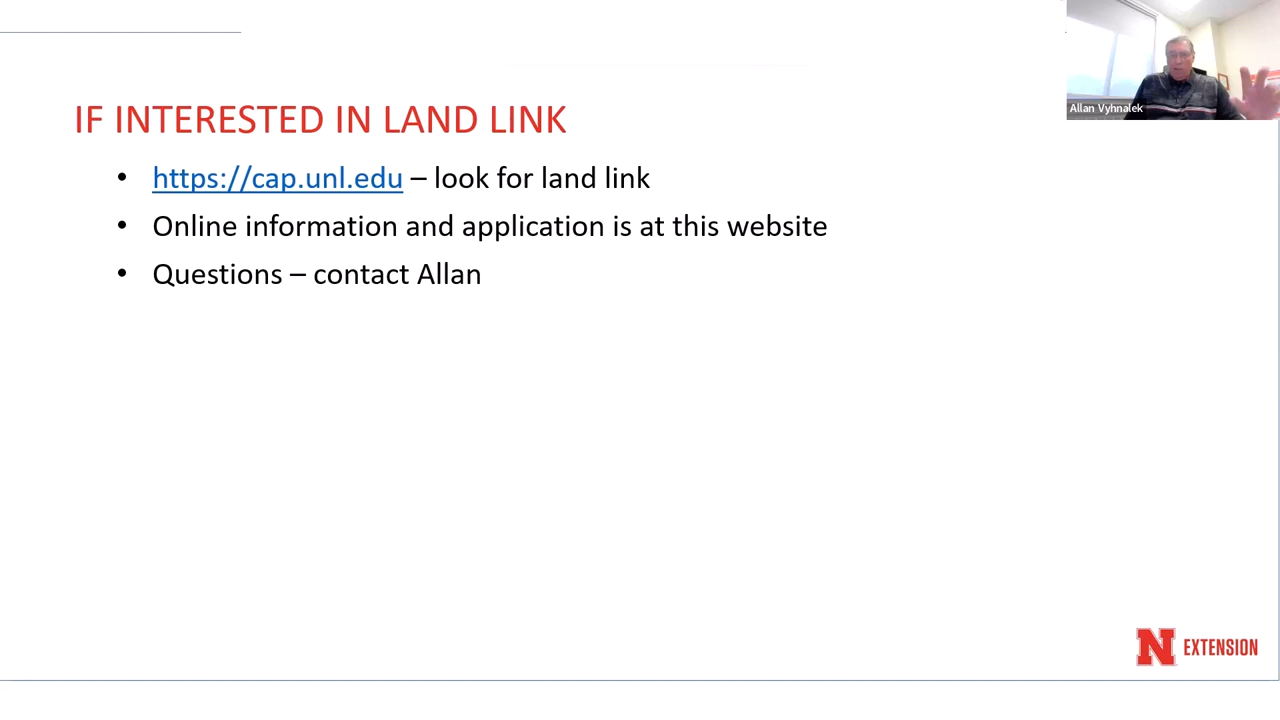 Allan Vyhnalek
IF INTERESTED IN LAND LINK
• https://cap.unl.edu – look for land link
• Online information and application is at this website
• Questions – contact Allan
N EXTENSION